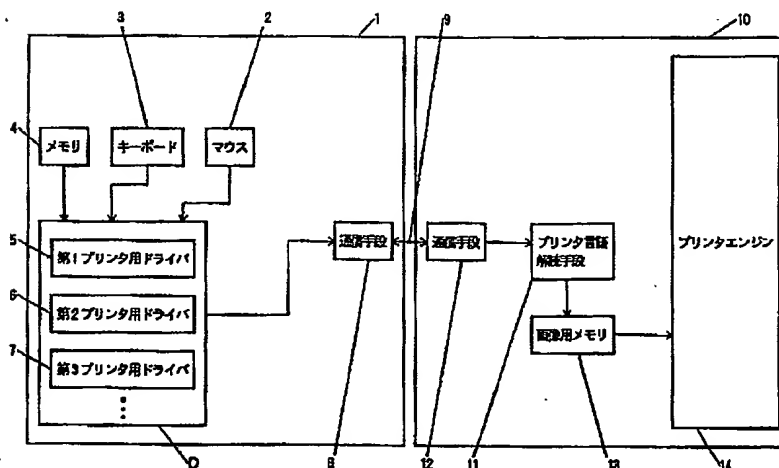 3
2
1
9
10
4
メモリ
キーボード
マウス
5
第1プリンタ用ドライバ
6
第2プリンタ用ドライバ
7
第3プリンタ用ドライバ
通信手段
通信手段
プリンタ言語
解読手段
画像用メモリ
プリンタエンジン
D
8
12
11
13
14